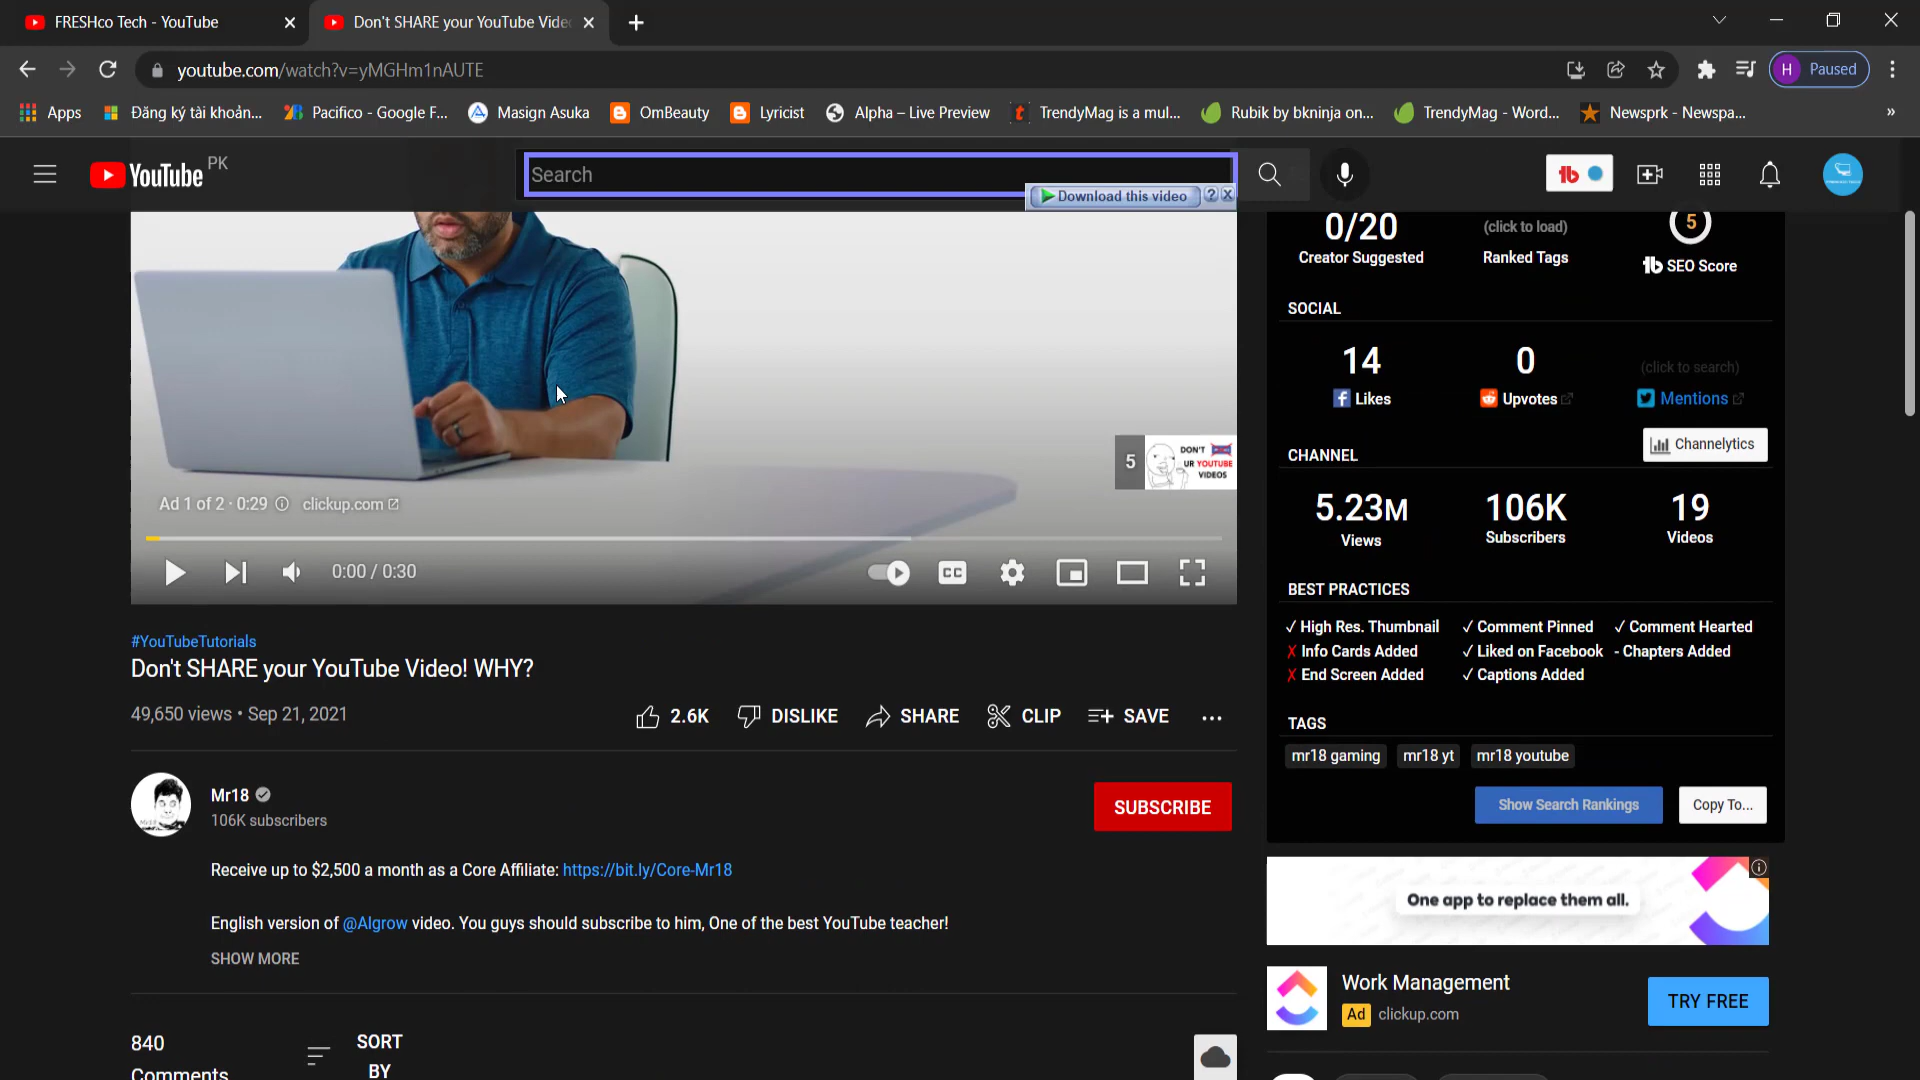 FRESHco Tech - YouTube
Don't SHARE your YouTube Vide
youtube.com/watch?v=yMGHm1nAUTE
H Paused
Apps
Đăng ký tài khoản...
Pacifico - Google F...
Masign Asuka
OmBeauty
Lyricist
Alpha – Live Preview
TrendyMag is a mul...
Rubik by bkninja on...
TrendyMag - Word...
Newsprk - Newspa...
»
YouTube PK
Search
Download this video ?
0/20
Creator Suggested
(click to load)
Ranked Tags
5
tb SEO Score
SOCIAL
14
Likes
0
Upvotes
(click to search)
Mentions
CHANNEL
Channelytics
5.23M
Views
106K
Subscribers
19
Videos
BEST PRACTICES
✓ High Res. Thumbnail ✓ Comment Pinned ✓ Comment Hearted
✗ Info Cards Added ✓ Liked on Facebook - Chapters Added
✗ End Screen Added ✓ Captions Added
TAGS
mr18 gaming mr18 yt mr18 youtube
Show Search Rankings Copy To...
5
DON'T
UR YOUTUBE
VIDEOS
Ad 1 of 2 · 0:29 clickup.com
0:00 / 0:30
CC
#YouTubeTutorials
Don't SHARE your YouTube Video! WHY?
49,650 views • Sep 21, 2021
2.6K DISLIKE SHARE CLIP SAVE ...
Mr18
106K subscribers
SUBSCRIBE
Receive up to $2,500 a month as a Core Affiliate: https://bit.ly/Core-Mr18
English version of @Algrow video. You guys should subscribe to him, One of the best YouTube teacher!
SHOW MORE
840
Comments
SORT
BY
One app to replace them all.
Work Management
Ad clickup.com
TRY FREE